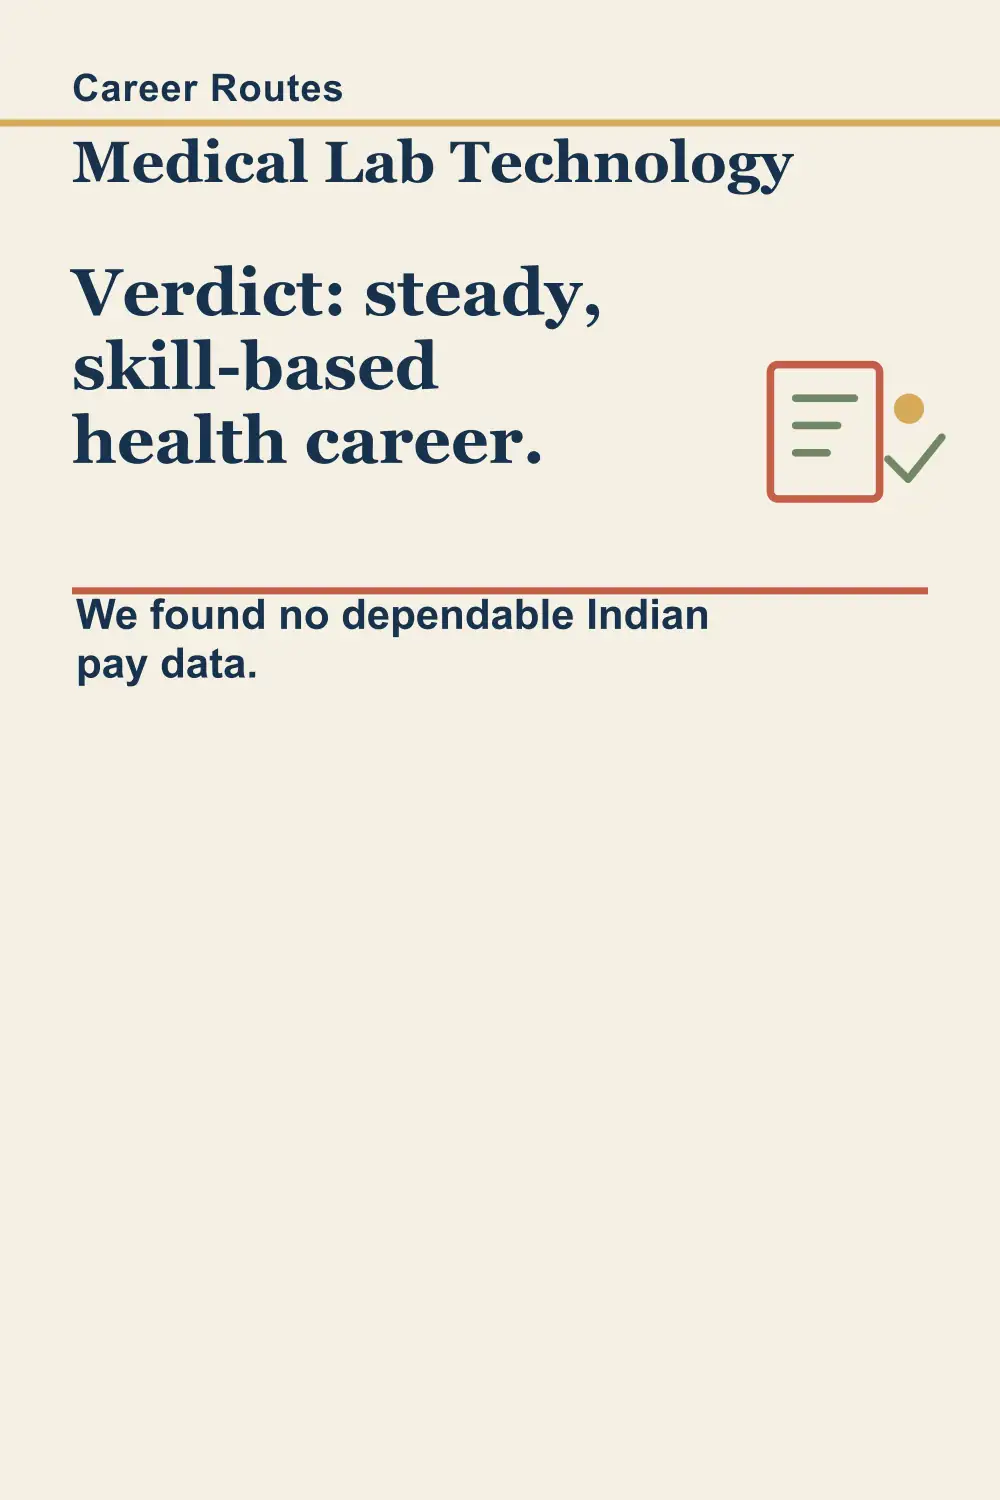 Career Routes
Medical Lab Technology
Verdict: steady,
skill-based
health career.
We found no dependable Indian
pay data.